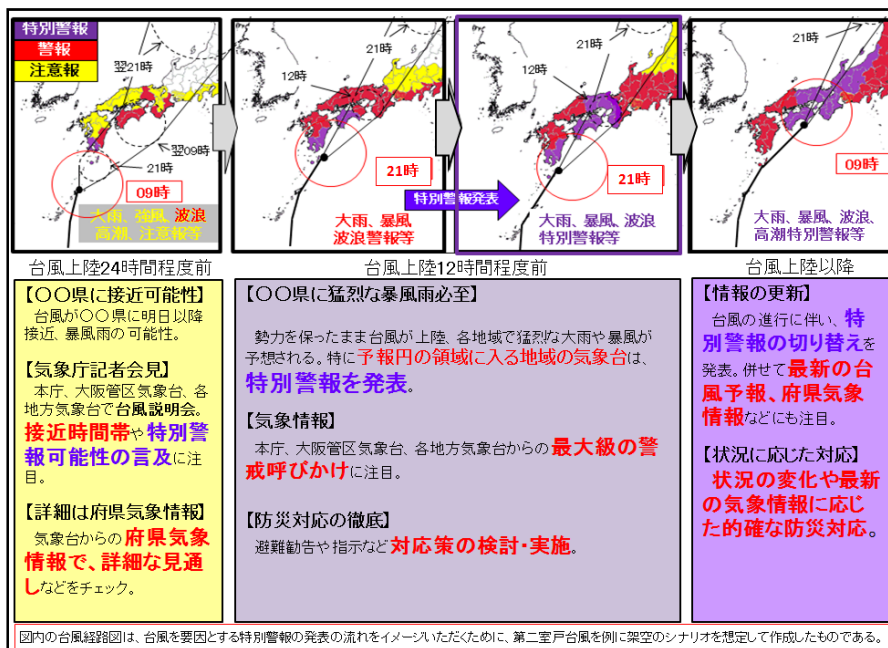 特別警報
警報
注意報
翌21時
翌09時
21時
09時
大雨、強風、波浪
高潮、注意報等
21時
12時
21時
大雨、暴風
波浪警報等
特別警報発表
21時
12時
21時
大雨、暴風、波浪
特別警報等
21時
09時
大雨、暴風、波浪、
高潮特別警報等
台風上陸24時間程度前
台風上陸12時間程度前
台風上陸以降
【〇〇県に接近可能性】
台風が〇〇県に明日以降
接近、暴風雨の可能性。
【気象庁記者会見】
本庁、大阪管区気象台、各
地方気象台で台風説明会。
接近時間帯や特別警
報可能性の言及に注
目。
【詳細は府県気象情報】
気象台からの府県気象
情報で、詳細な見通
しなどをチェック。
【〇〇県に猛烈な暴風雨必至】
勢力を保ったまま台風が上陸、各地域で猛烈な大雨や暴風が
予想される。特に予報円の領域に入る地域の気象台は、
特別警報を発表。
【気象情報】
本庁、大阪管区気象台、各地方気象台からの最大級の警
戒呼びかけに注目。
【防災対応の徹底】
避難勧告や指示など対応策の検討・実施。
【情報の更新】
台風の進行に伴い、特
別警報の切り替えを
発表。併せて最新の台
風予報、府県気象
情報などにも注目。
【状況に応じた対応】
状況の変化や最新
の気象情報に応じ
た的確な防災対応。
図内の台風経路図は、台風を要因とする特別警報の発表の流れをイメージいただくために、第二室戸台風を例に架空のシナリオを想定して作成したものである。